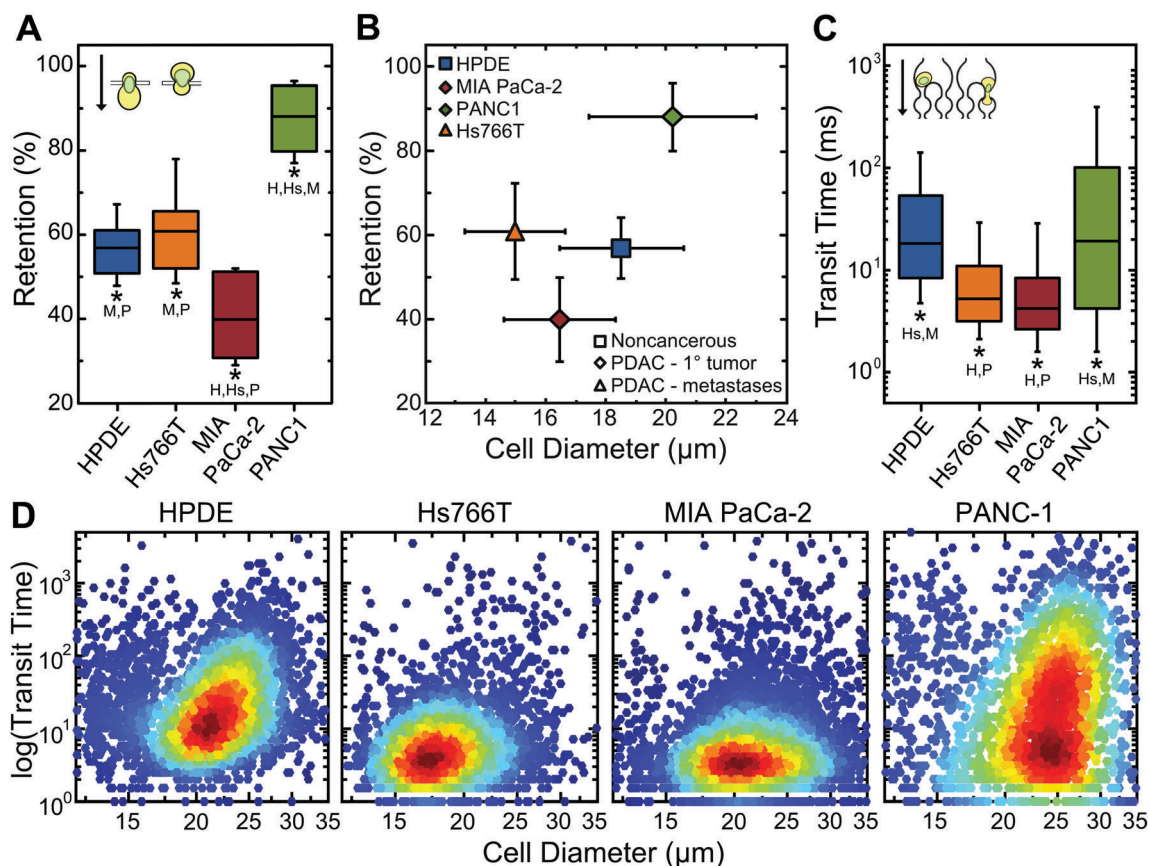 A
Retention (%)
100
80
60
40
20
*
M,P
*
M,P
*
H,Hs,P
*
H,Hs,M
HPDE
Hs766T
MIA
PaCa-2
PANC1
B
Retention (%)
100
80
60
40
20
HPDE
MIA PaCa-2
PANC1
Hs766T
Noncancerous
PDAC - 1° tumor
PDAC - metastases
12 14 16 18 20 22 24
Cell Diameter (µm)
C
Transit Time (ms)
10³
10²
10¹
10⁰
*
Hs,M
*
H,P
*
H,P
*
Hs,M
HPDE
Hs766T
MIA
PaCa-2
PANC1
D
HPDE
Hs766T
MIA PaCa-2
PANC-1
log(Transit Time)
10³
10²
10¹
10⁰
15 20 25 30 35
15 20 25 30 35
15 20 25 30 35
15 20 25 30 35
Cell Diameter (µm)